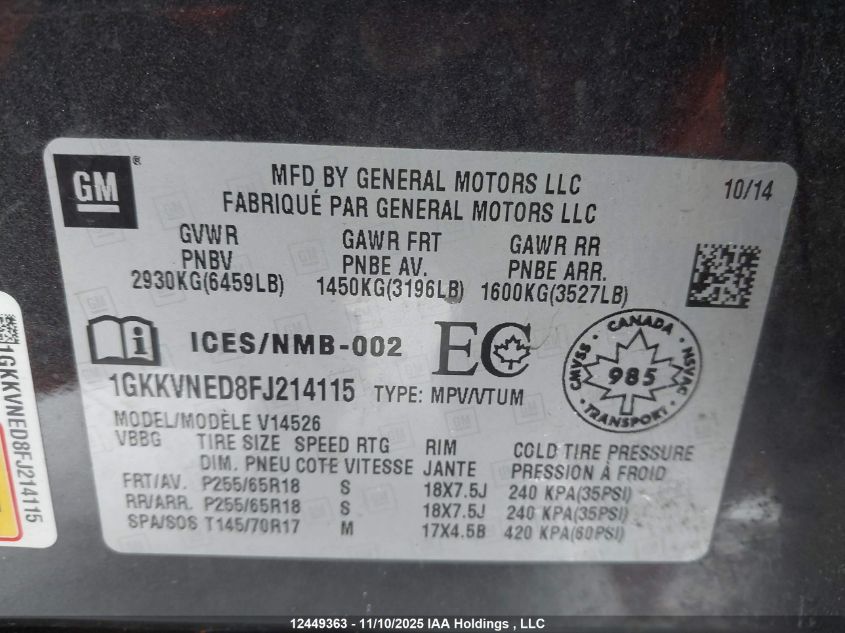 GM
MFD BY GENERAL MOTORS LLC
FABRIQUÉ PAR GENERAL MOTORS LLC
10/14
GVWR GAWR FRT GAWR RR
PNBV PNBE AV. PNBE ARR.
2930KG(6459LB) 1450KG(3196LB) 1600KG(3527LB)
ICES/NMB-002 EC
CANADA
CMVSS 985 NSVAC
TRANSPORT
1GKKVNED8FJ214115 TYPE: MPV/VTUM
MODEL/MODÈLE V14526
VBBG TIRE SIZE SPEED RTG RIM COLD TIRE PRESSURE
DIM. PNEU COTE VITESSE JANTE PRESSION À FROID
FRT/AV. P255/65R18 S 18X7.5J 240 KPA(35PSI)
RR/ARR. P255/65R18 S 18X7.5J 240 KPA(35PSI)
SPA/SOS T145/70R17 M 17X4.5B 420 KPA(60PSI)
1GKKVNED8FJ214115
12449363 - 11/10/2025 IAA Holdings , LLC